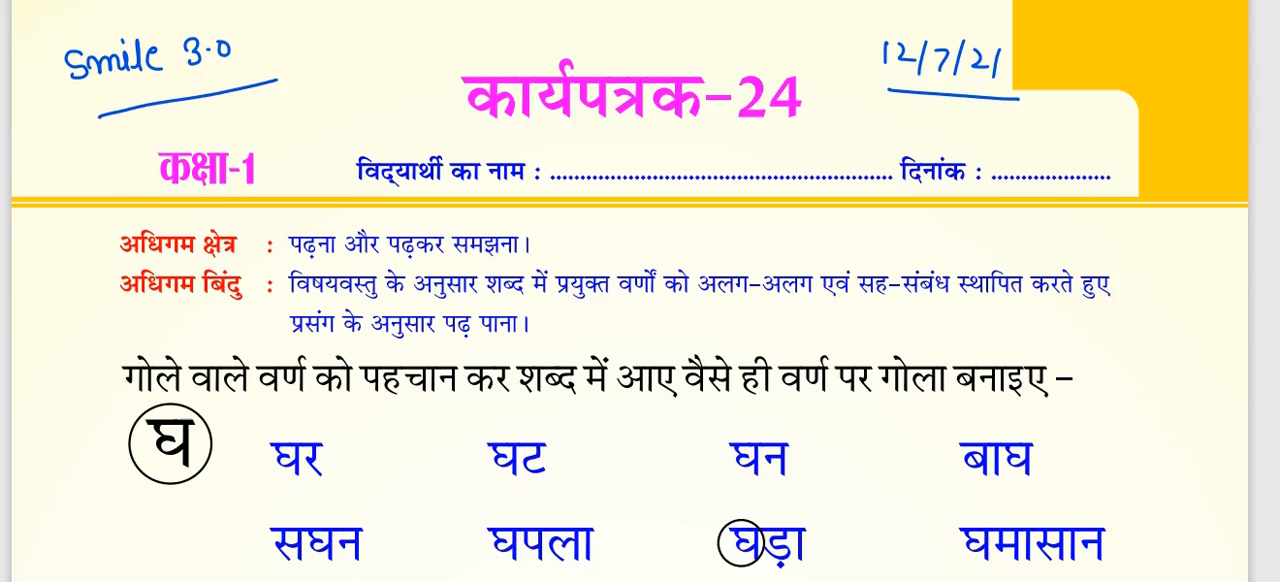 Smile 3.0
12/7/21
कार्यपत्रक-24
कक्षा-1 विद्यार्थी का नाम : ......................................................... दिनांक : ....................
अधिगम क्षेत्र : पढ़ना और पढ़कर समझना।
अधिगम बिंदु : विषयवस्तु के अनुसार शब्द में प्रयुक्त वर्णों को अलग-अलग एवं सह-संबंध स्थापित करते हुए
प्रसंग के अनुसार पढ़ पाना।
गोले वाले वर्ण को पहचान कर शब्द में आए वैसे ही वर्ण पर गोला बनाइए –
घ घर घट घन बाघ
सघन घपला घड़ा घमासान